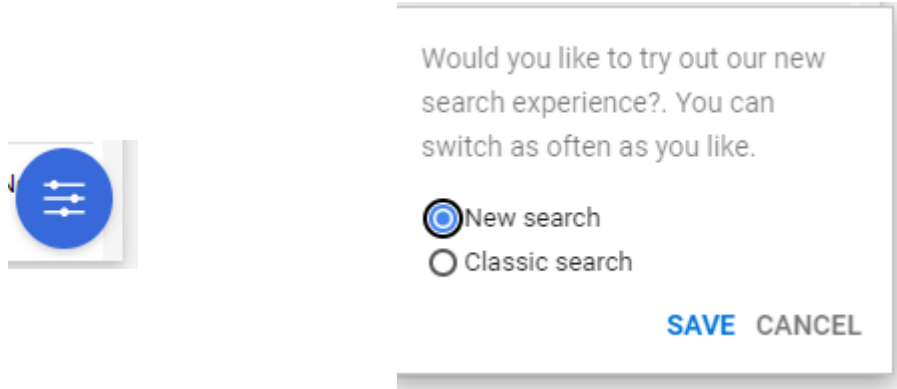 Would you like to try out our new
search experience?. You can
switch as often as you like.
New search
Classic search
SAVE CANCEL